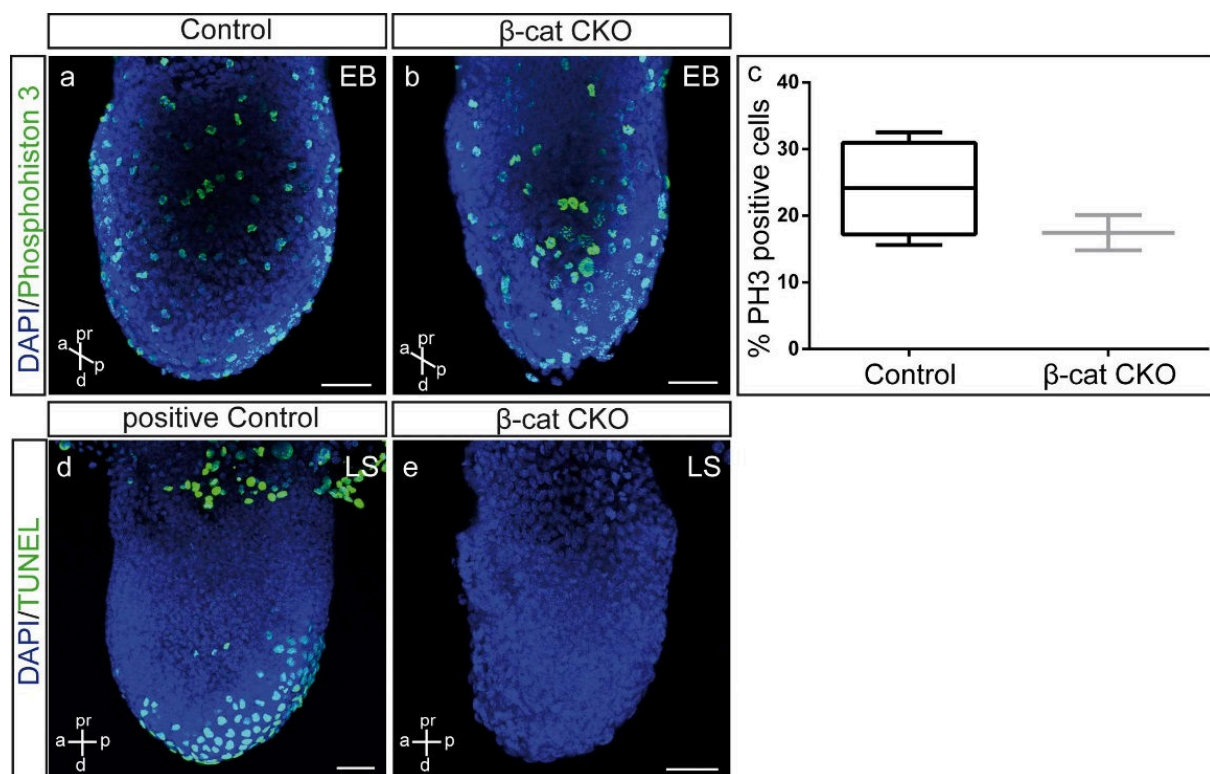 Control
β-cat CKO
DAPI/Phosphohiston 3
a
EB
a
pr
p
d
b
EB
a
pr
p
d
c
% PH3 positive cells
40
30
20
10
0
Control
β-cat CKO
positive Control
β-cat CKO
DAPI/TUNEL
d
LS
pr
a
p
d
e
LS
pr
a
p
d